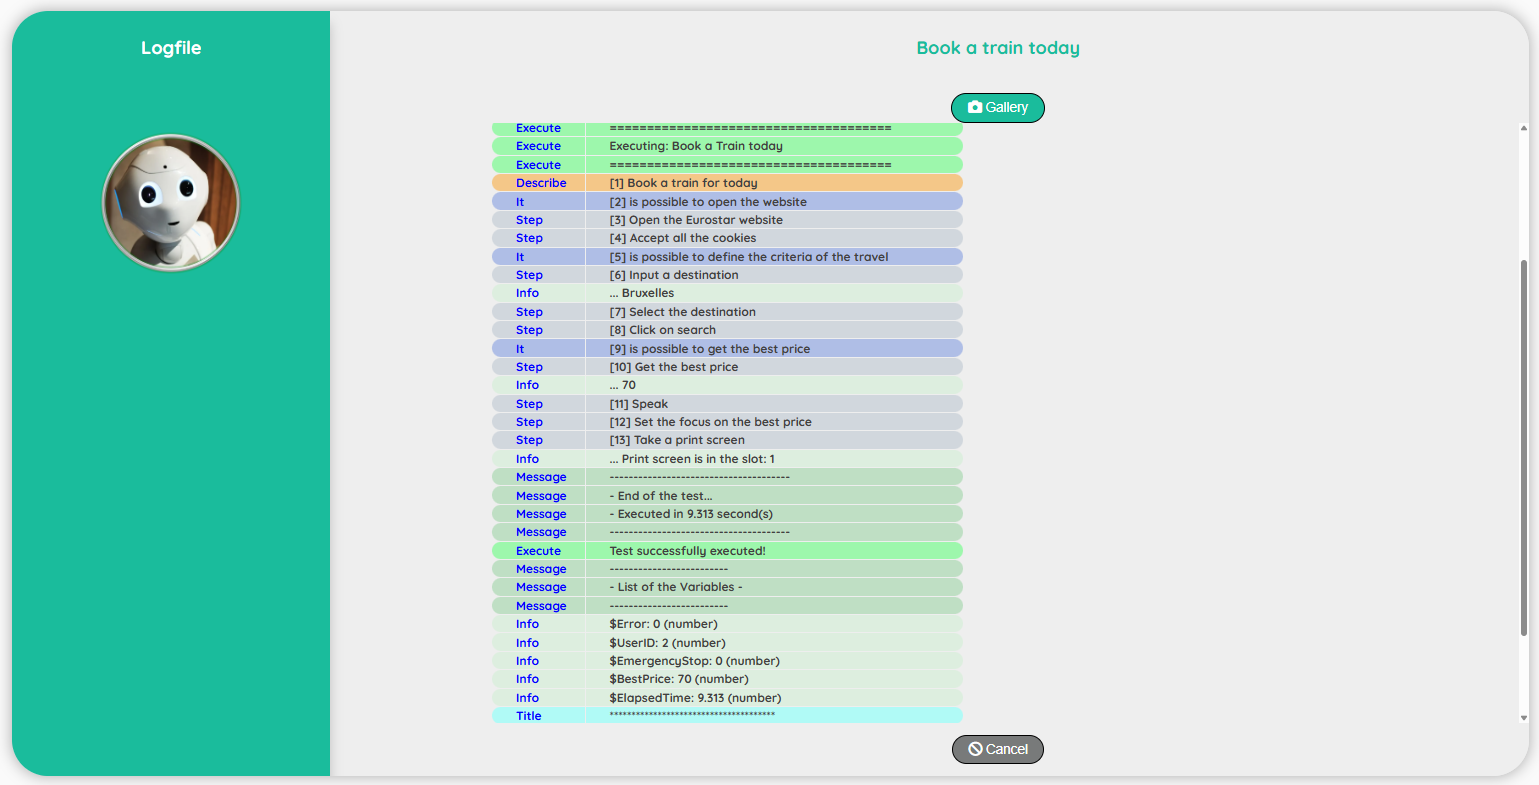 Logfile
Book a train today
Gallery
Execute ======================================
Execute Executing: Book a Train today
Execute ======================================
Describe [1] Book a train for today
It [2] is possible to open the website
Step [3] Open the Eurostar website
Step [4] Accept all the cookies
It [5] is possible to define the criteria of the travel
Step [6] Input a destination
Info ... Bruxelles
Step [7] Select the destination
Step [8] Click on search
It [9] is possible to get the best price
Step [10] Get the best price
Info ... 70
Step [11] Speak
Step [12] Set the focus on the best price
Step [13] Take a print screen
Info ... Print screen is in the slot: 1
Message --------------------------------------
Message - End of the test...
Message - Executed in 9.313 second(s)
Message --------------------------------------
Execute Test successfully executed!
Message -------------------------
Message - List of the Variables -
Message -------------------------
Info $Error: 0 (number)
Info $UserID: 2 (number)
Info $EmergencyStop: 0 (number)
Info $BestPrice: 70 (number)
Info $ElapsedTime: 9.313 (number)
Title **************************************
Cancel